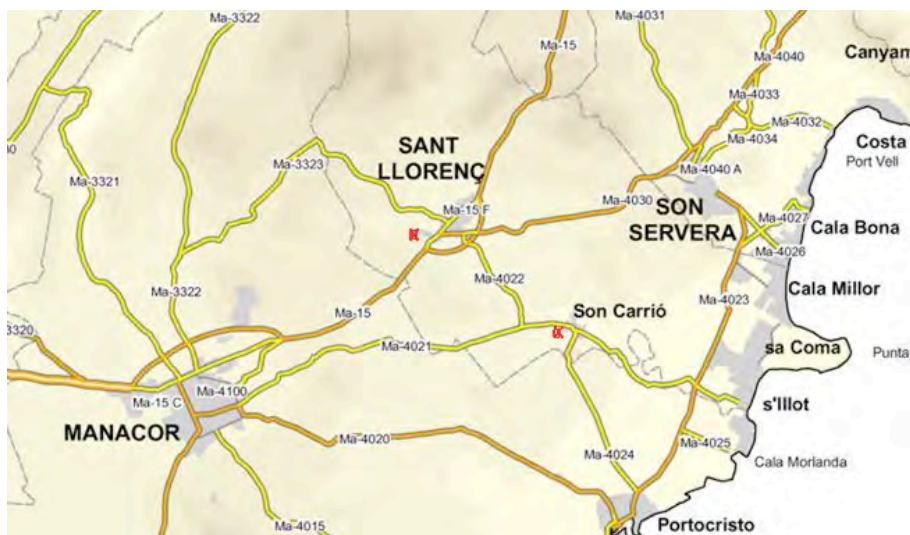 Ma-3322
Ma-4031
Ma-15
Ma-4040
Canyam
Ma-4033
Ma-4032
Costa
Port Vell
Ma-4034
SANT
LLORENÇ
Ma-3323
Ma-3321
Ma-4040 A
Ma-4030
SON
SERVERA
Ma-15 F
Ma-4027
Cala Bona
Ma-4026
Ma-4022
Ma-3322
Cala Millor
Ma-4023
Ma-15
Son Carrió
3320
Ma-4021
sa Coma
Punta
Ma-4100
Ma-15 C
s'Illot
MANACOR
Ma-4020
Ma-4025
Ma-4024
Cala Morlanda
Ma-4015
Portocristo